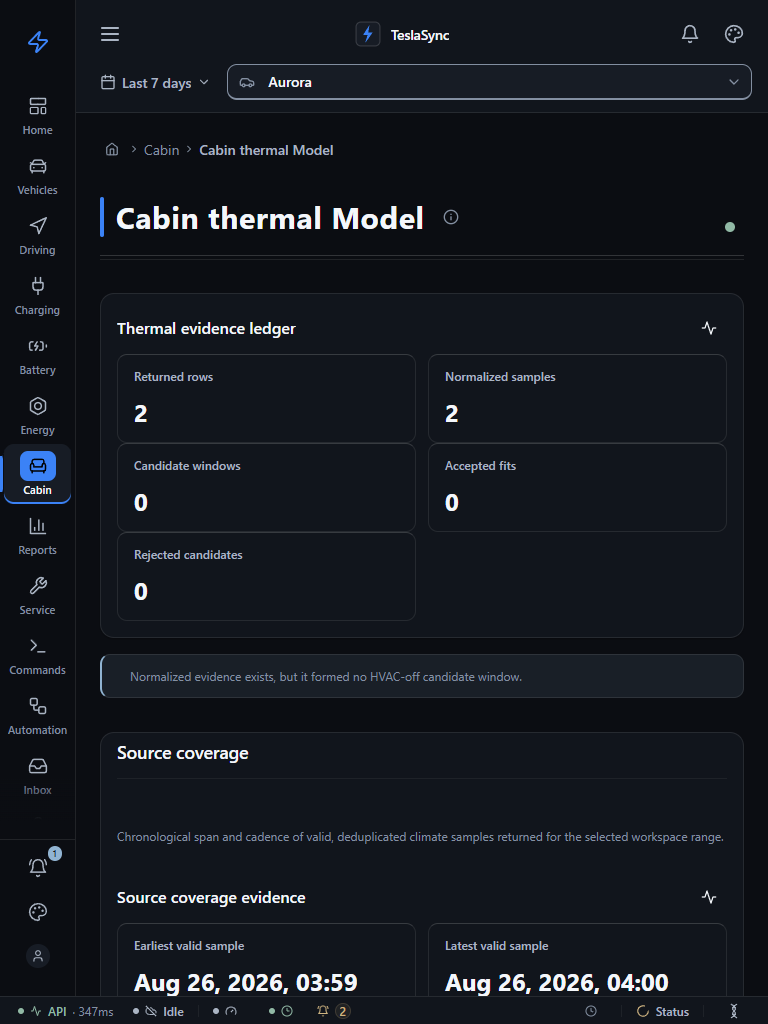 TeslaSync
Last 7 days
Aurora
Home
Vehicles
Driving
Charging
Battery
Energy
Cabin
Reports
Service
Commands
Automation
Inbox
1
Cabin
Cabin thermal Model
Cabin thermal Model
Thermal evidence ledger
Returned rows
2
Normalized samples
2
Candidate windows
0
Accepted fits
0
Rejected candidates
0
Normalized evidence exists, but it formed no HVAC-off candidate window.
Source coverage
Chronological span and cadence of valid, deduplicated climate samples returned for the selected workspace range.
Source coverage evidence
Earliest valid sample
Aug 26, 2026, 03:59
Latest valid sample
Aug 26, 2026, 04:00
API · 347ms
Idle
2
Status